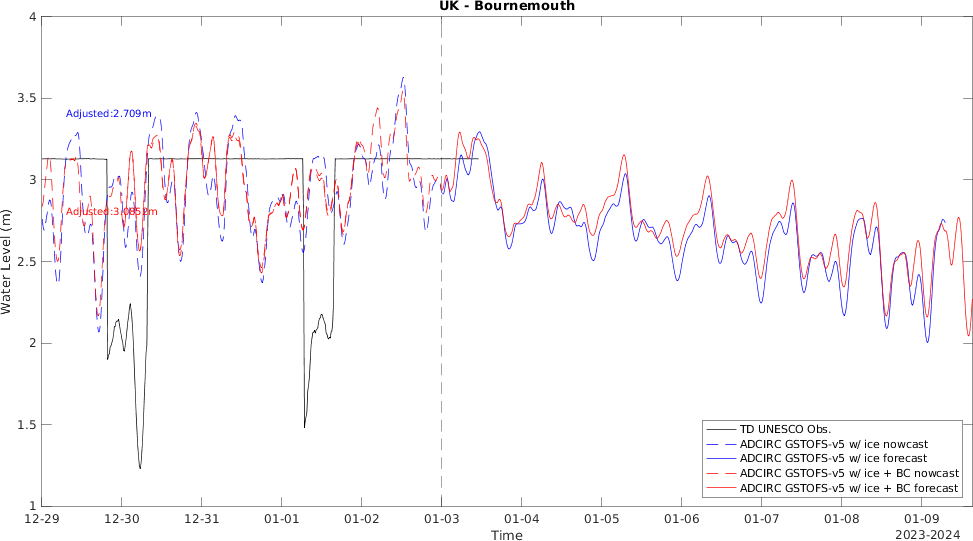 UK - Bournemouth
4
3.5
3
2.5
2
1.5
1
Water Level (m)
Adjusted:2.709m
Adjusted:3.0852m
TD UNESCO Obs.
ADCIRC GSTOFS-v5 w/ ice nowcast
ADCIRC GSTOFS-v5 w/ ice forecast
ADCIRC GSTOFS-v5 w/ ice + BC nowcast
ADCIRC GSTOFS-v5 w/ ice + BC forecast
12-29 12-30 12-31 01-01 01-02 01-03 01-04 01-05 01-06 01-07 01-08 01-09
Time
2023-2024